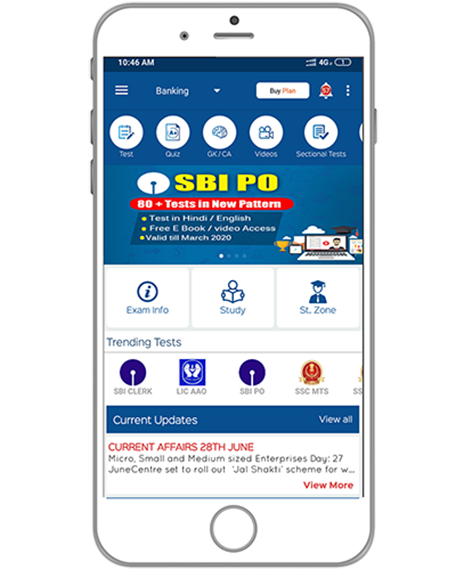 10:46 AM
4G
Banking
Buy Plan
57
Test
Quiz
GK / CA
Videos
Sectional Tests
SBI PO
80 + Tests in New Pattern
• Test in Hindi / English
• Free E Book / video Access
• Valid till March 2020
Exam Info
Study
St. Zone
Trending Tests
SBI CLERK
LIC AAO
SBI PO
SSC MTS
SS
Current Updates
View all
CURRENT AFFAIRS 28TH JUNE
Micro, Small and Medium sized Enterprises Day: 27
JuneCentre set to roll out 'Jal Shakti' scheme for w...
View More